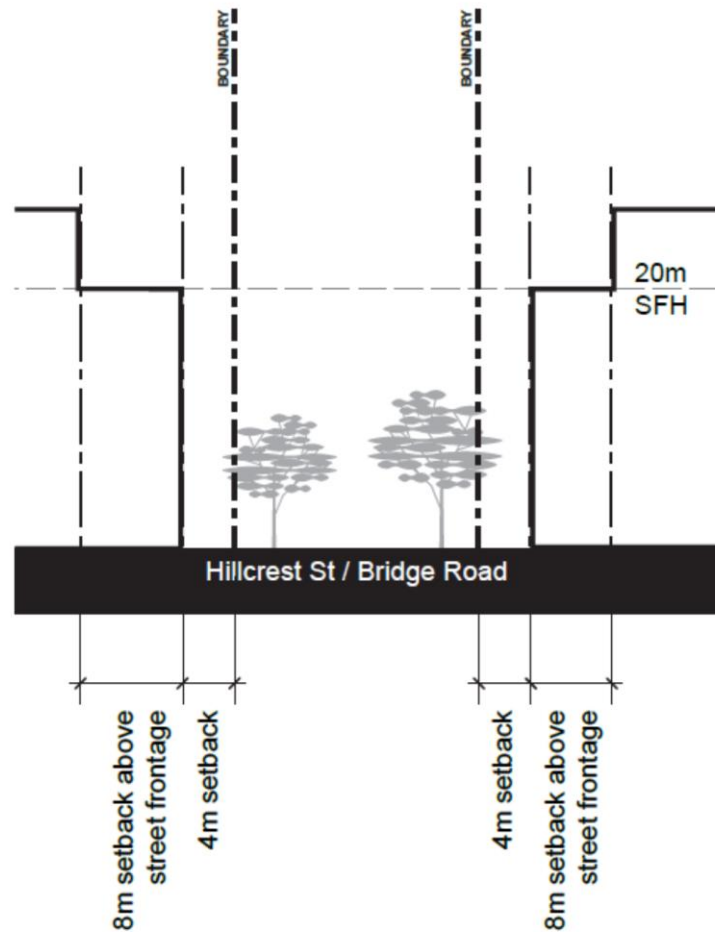 BOUNDARY
BOUNDARY
20m
SFH
Hillcrest St / Bridge Road
8m setback above
street frontage
4m setback
4m setback
8m setback above
street frontage